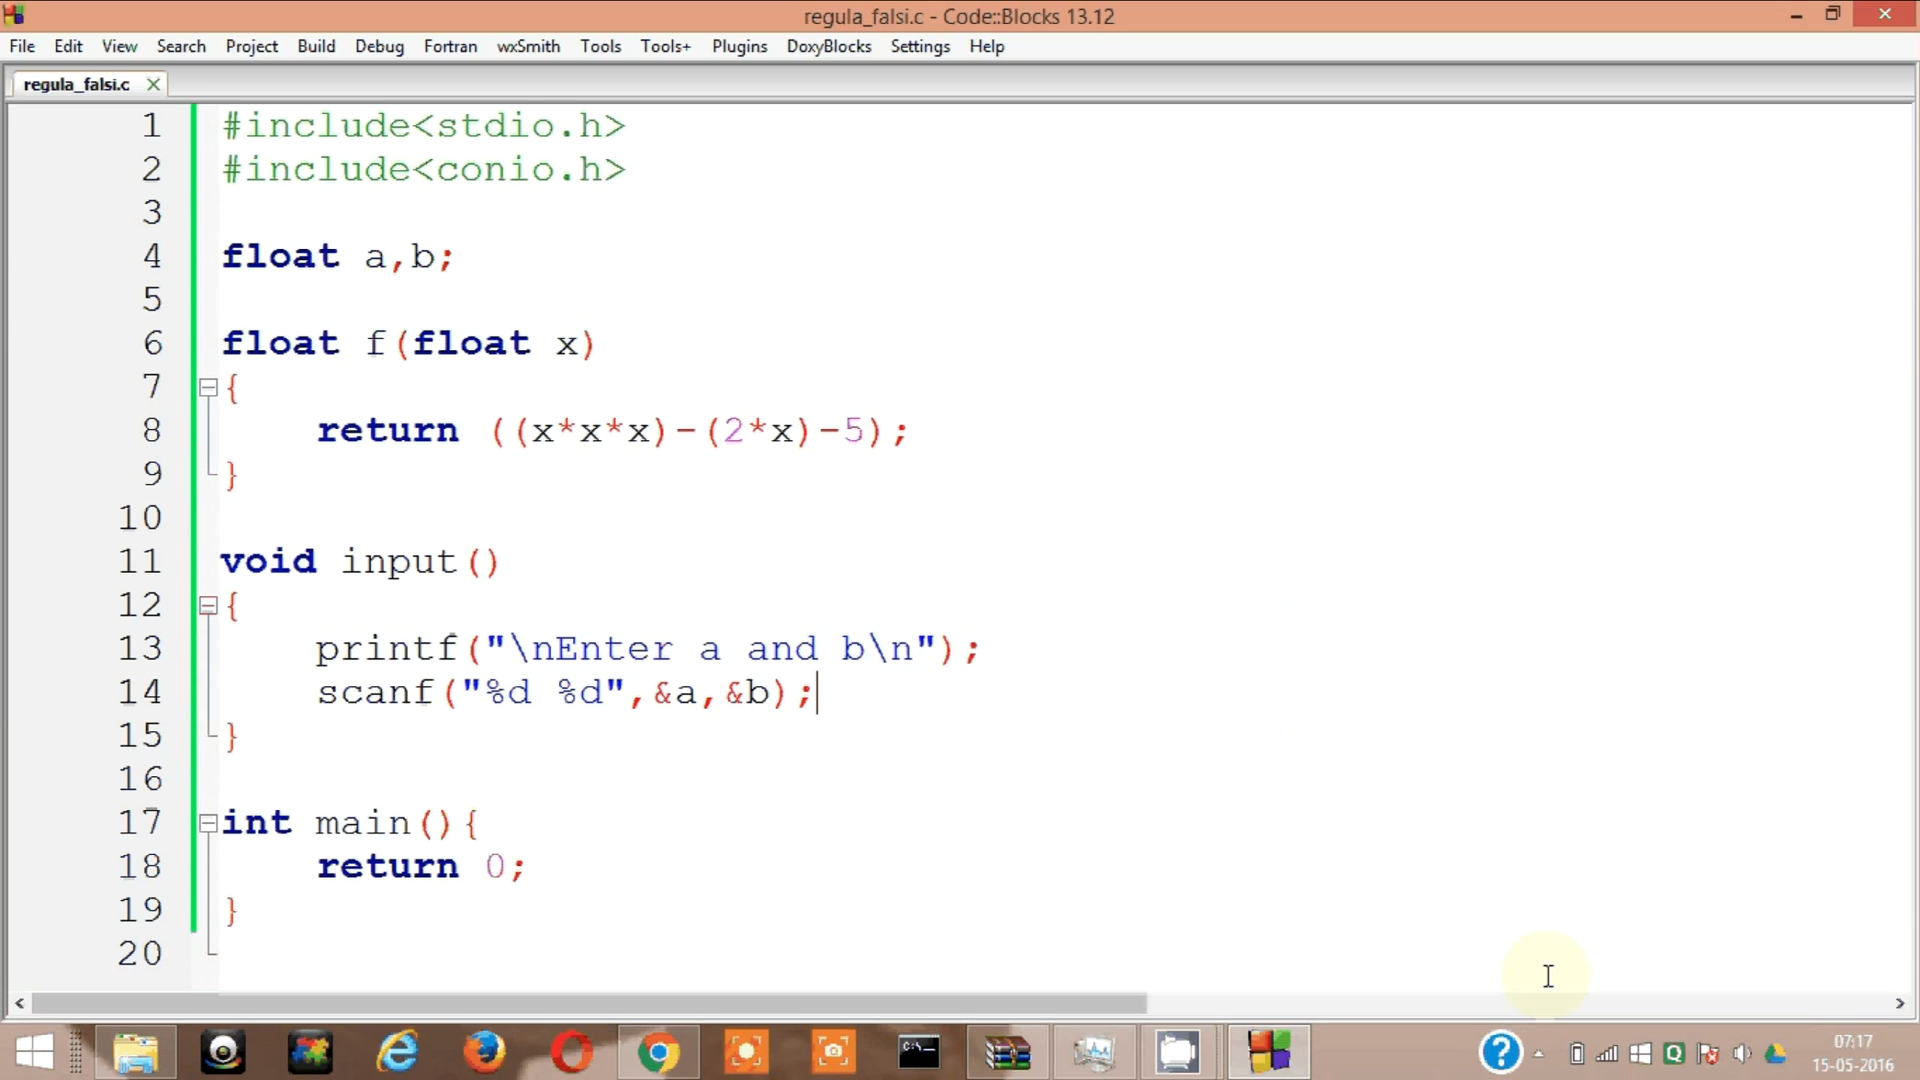 regula_falsi.c - Code::Blocks 13.12
File Edit View Search Project Build Debug Fortran wxSmith Tools Tools+ Plugins DoxyBlocks Settings Help
regula_falsi.c
1 #include<stdio.h>
2 #include<conio.h>
3
4 float a,b;
5
6 float f(float x)
7 {
8 return ((x*x*x)-(2*x)-5);
9 }
10
11 void input()
12 {
13 printf("\nEnter a and b\n");
14 scanf("%d %d",&a,&b);
15 }
16
17 int main(){
18 return 0;
19 }
20
07:17
15-05-2016